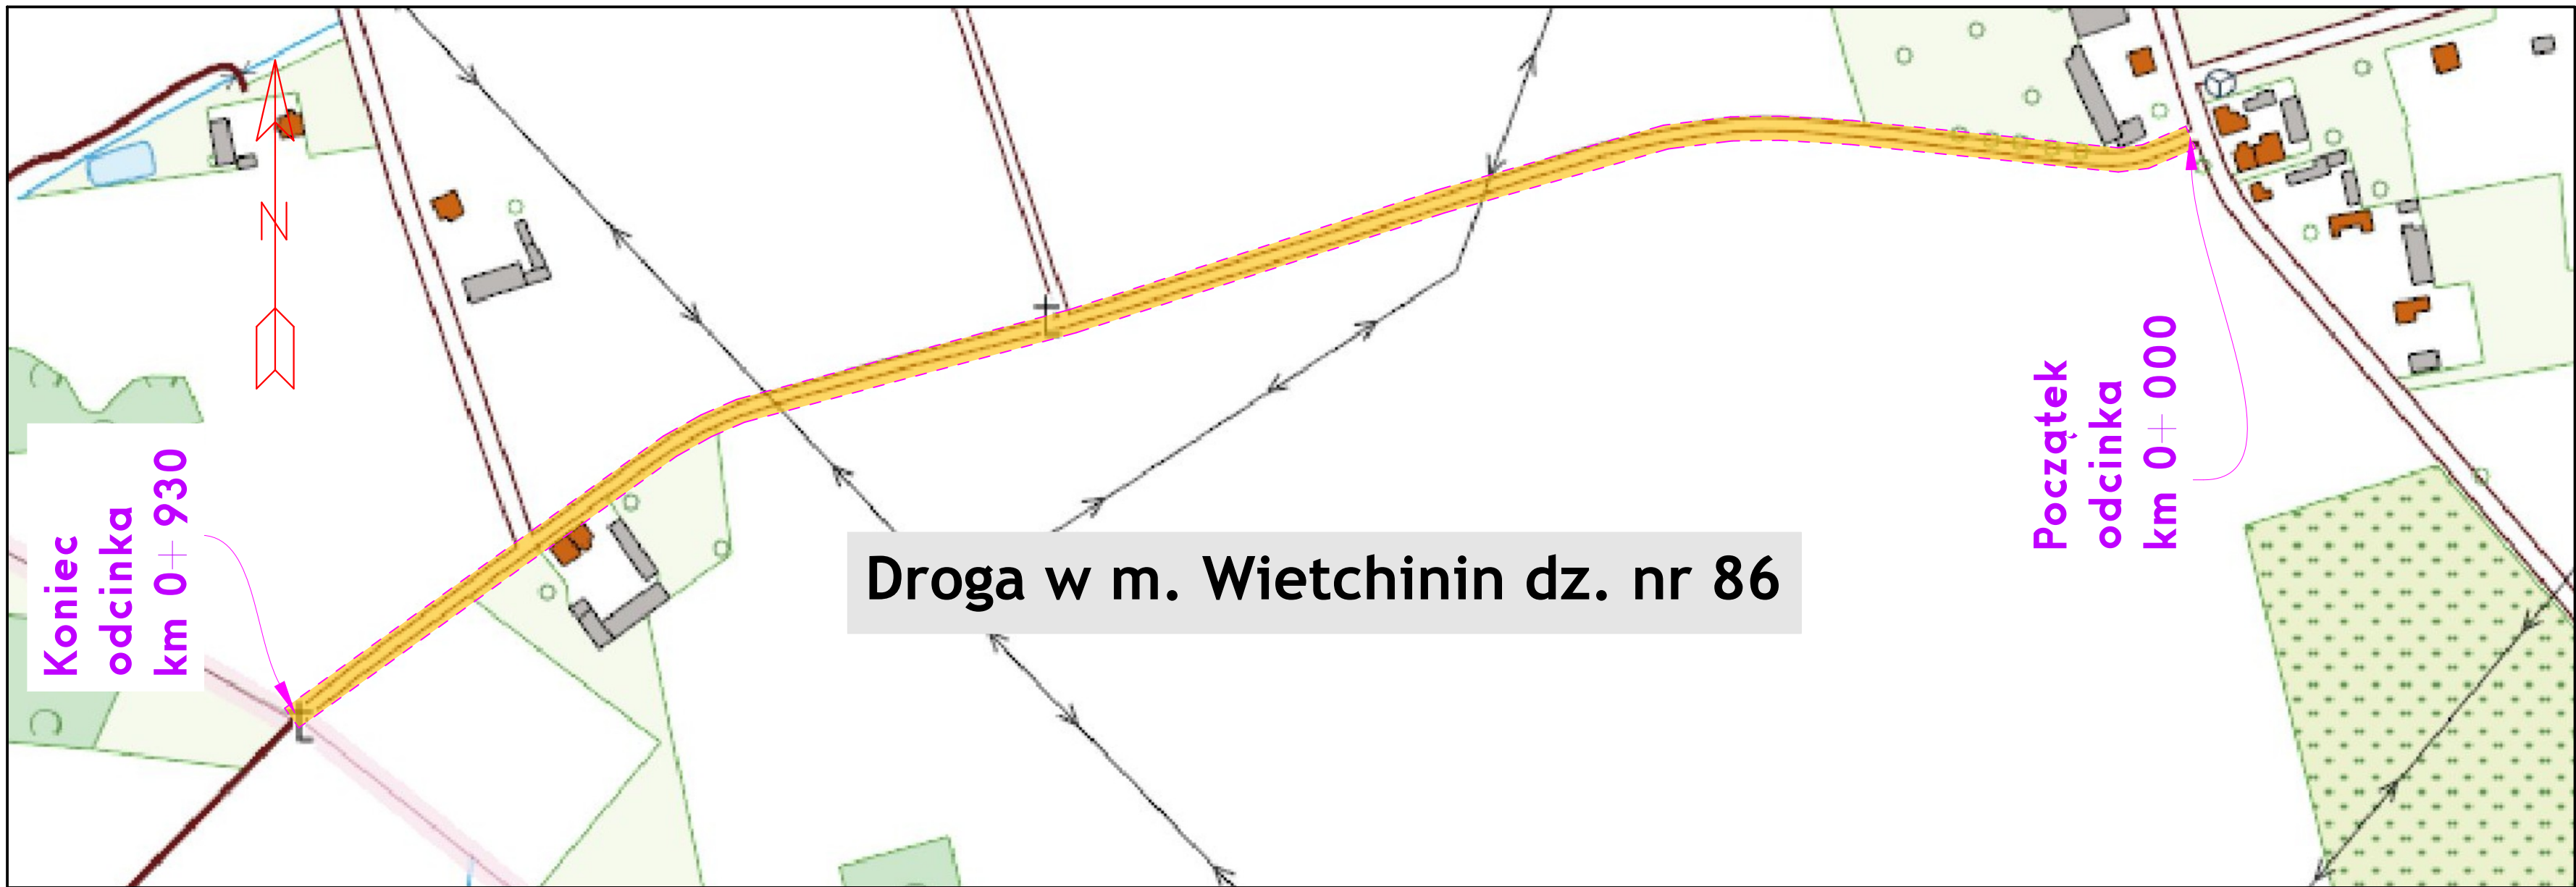 N
Koniec
odcinka
km 0+ 930
Droga w m. Wietchinin dz. nr 86
Początek
odcinka
km 0+ 000